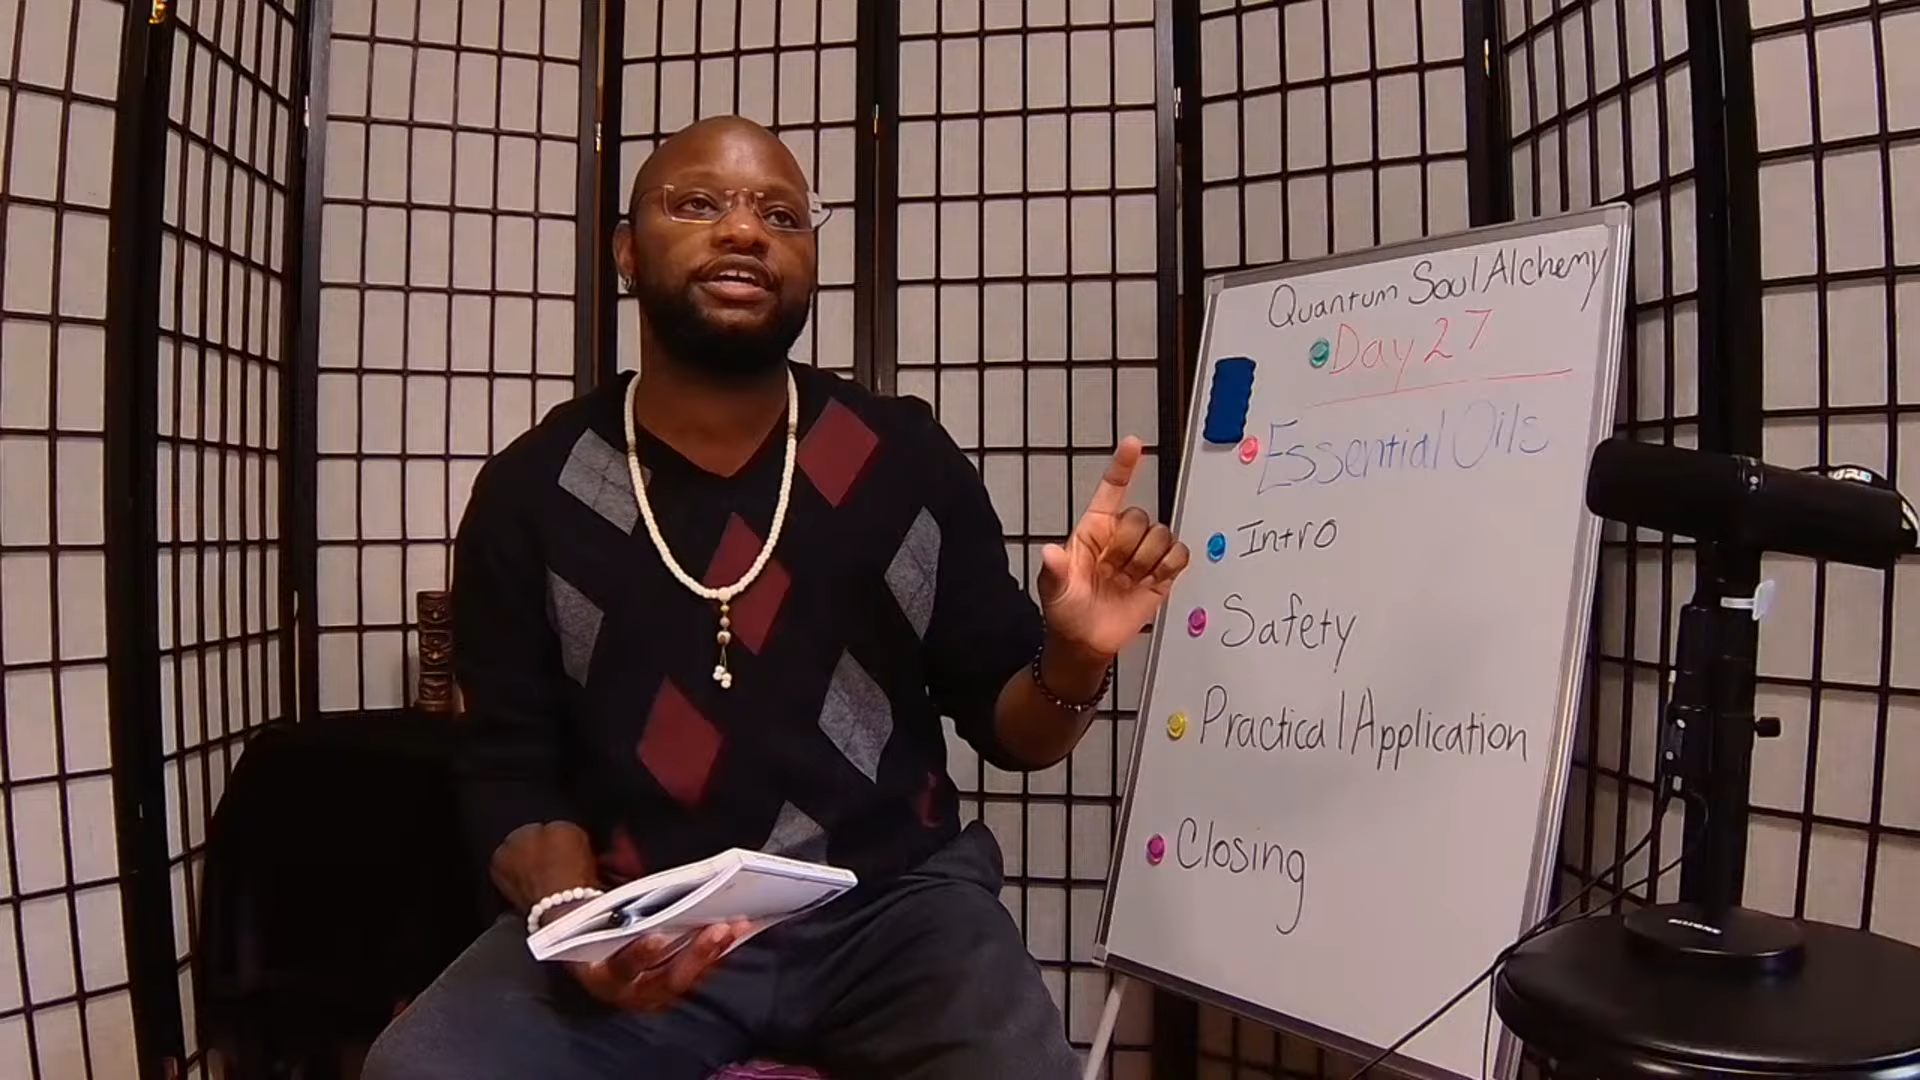 Quantum Soul Alchemy
Day 27
Essential Oils
Intro
Safety
Practical Application
Closing